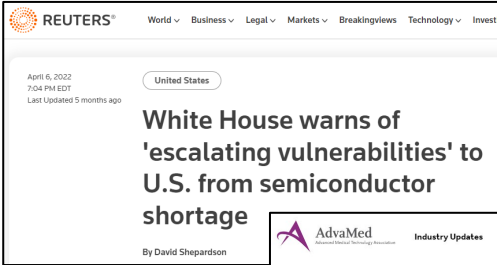 REUTERS®
World Business Legal Markets Breakingviews Technology Invest
April 6, 2022
7:04 PM EDT
Last Updated 5 months ago
United States
White House warns of
'escalating vulnerabilities' to
U.S. from semiconductor
shortage
By David Shepardson
AdvaMed
Advanced Medical Technology Association
Industry Updates